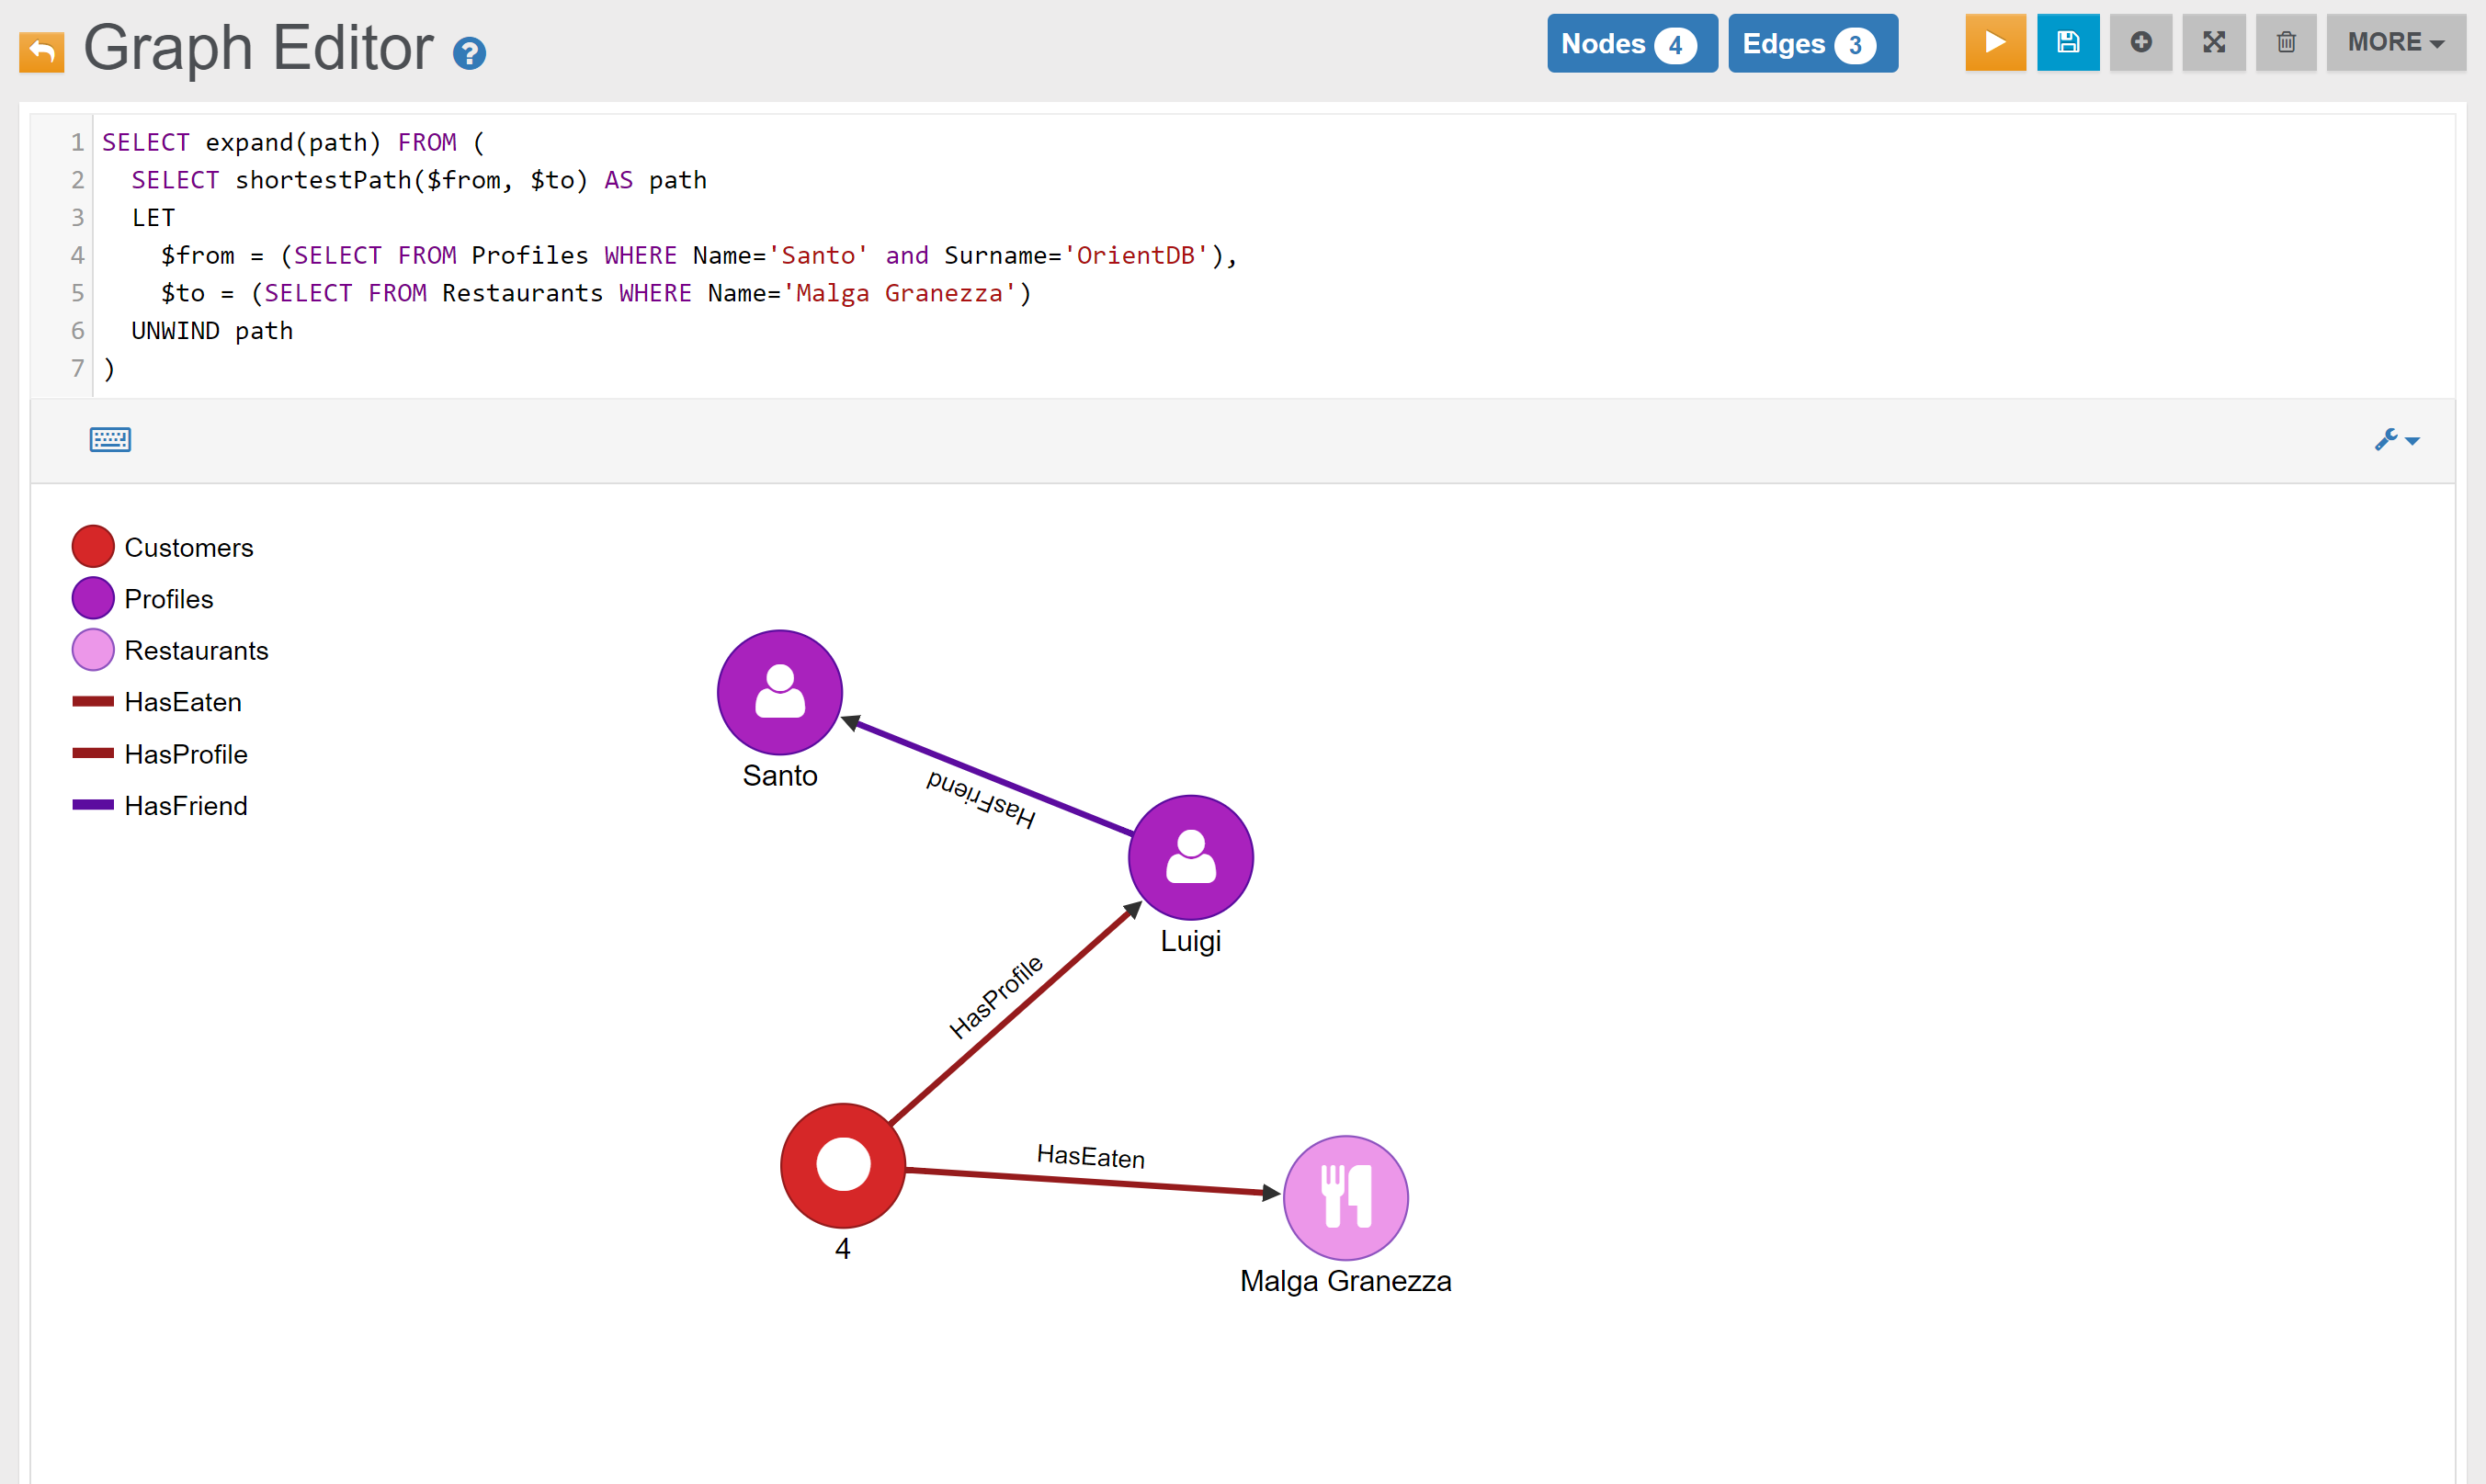 Graph Editor
Nodes 4
Edges 3
MORE
1 SELECT expand(path) FROM (
2 SELECT shortestPath($from, $to) AS path
3 LET
4 $from = (SELECT FROM Profiles WHERE Name='Santo' and Surname='OrientDB'),
5 $to = (SELECT FROM Restaurants WHERE Name='Malga Granezza')
6 UNWIND path
7 )
Customers
Profiles
Restaurants
HasEaten
HasProfile
HasFriend
Santo
HasFriend
Luigi
HasProfile
HasEaten
4
Malga Granezza